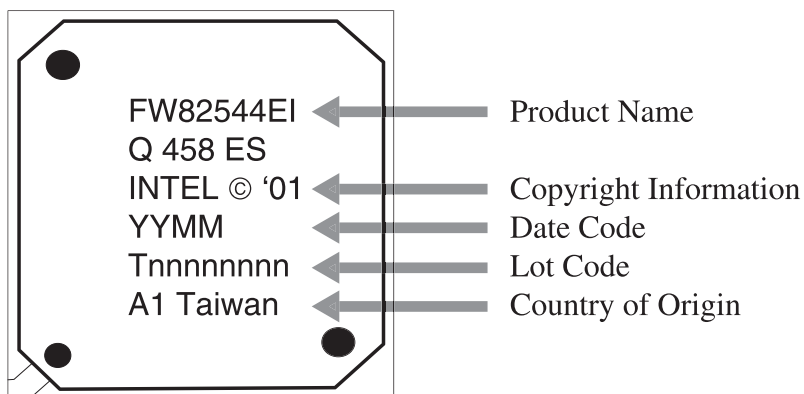 FW82544EI Product Name
Q 458 ES
INTEL © ‘01 Copyright Information
YYMM Date Code
Tnnnnnnnn Lot Code
A1 Taiwan Country of Origin